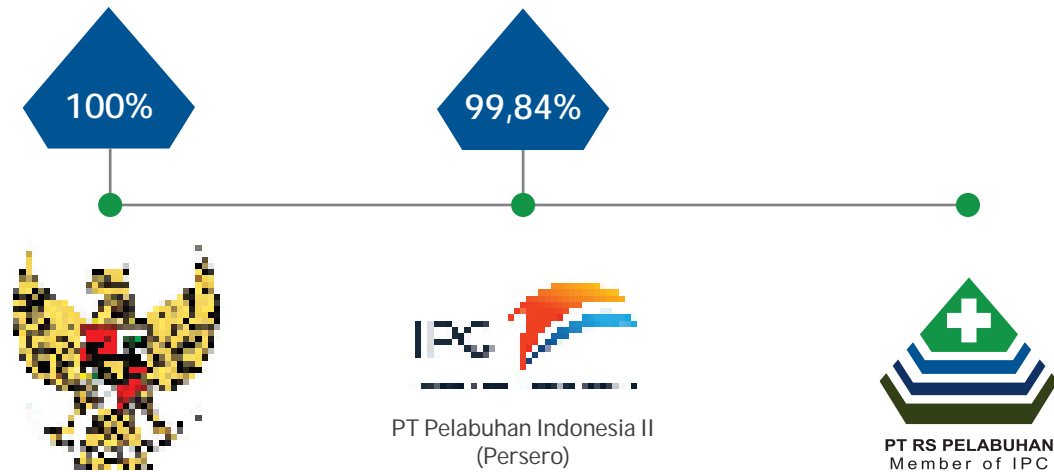 100%
99,84%
IPC
PT Pelabuhan Indonesia II
(Persero)
PT RS PELABUHAN
Member of IPC